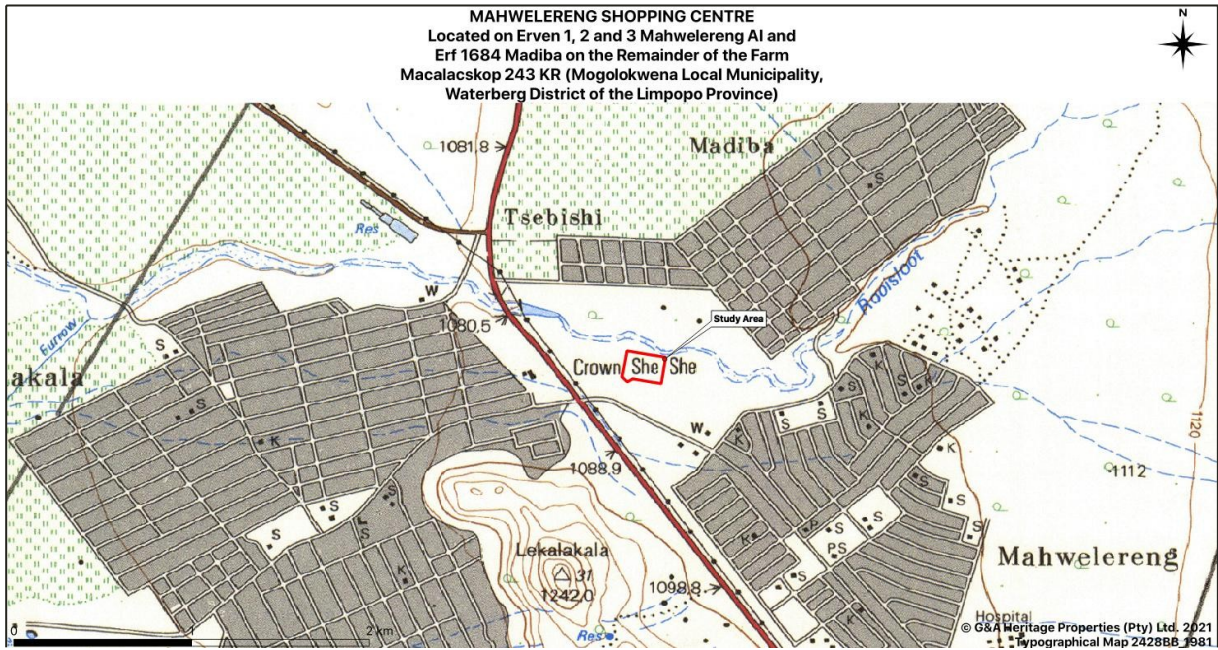 MAHWELERENG SHOPPING CENTRE
Located on Erven 1, 2 and 3 Mahwelereng AI and
Erf 1684 Madiba on the Remainder of the Farm
Macalacskop 243 KR (Mogolokwena Local Municipality,
Waterberg District of the Limpopo Province)
N
1081.8
Madiba
S
Tsebishi
Res
Rooisloot
W
1080,5
Study Area
Furrow
S
S
akala
Crown She She
K
K
S
S
S
S
S
K
W
K
K
1088,9
1120
1112
S
S
S
S
L
S
S
K
P
S
S
S
K
PS
S
Lekalakala
31
1242,0
1098,8
Mahwelereng
Hospital
Res
0
2 km
© G&A Heritage Properties (Pty) Ltd. 2021
Typographical Map 2428BB 1981